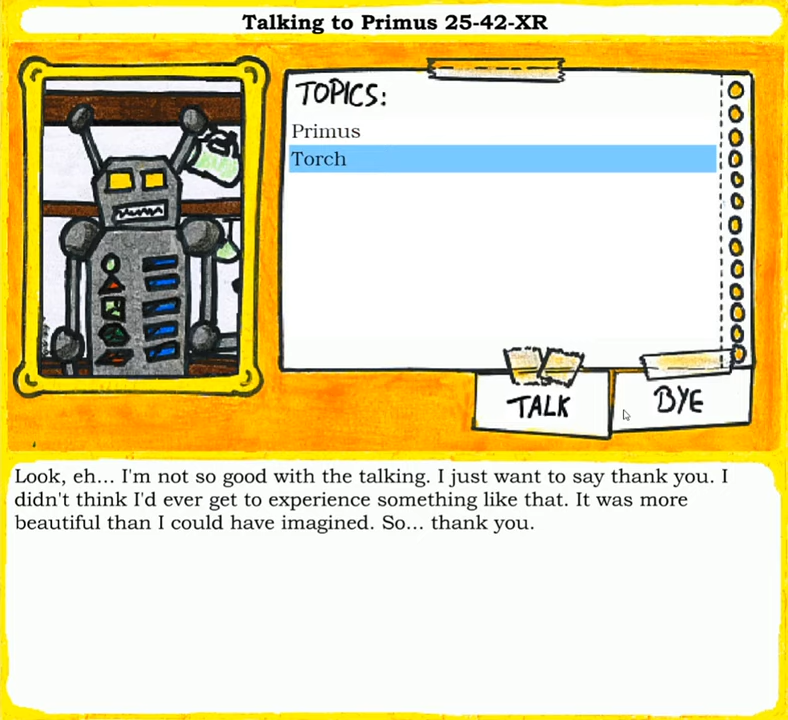 Talking to Primus 25-42-XR
TOPICS:
Primus
Torch
TALK
BYE
Look, eh... I'm not so good with the talking. I just want to say thank you. I
didn't think I'd ever get to experience something like that. It was more
beautiful than I could have imagined. So... thank you.